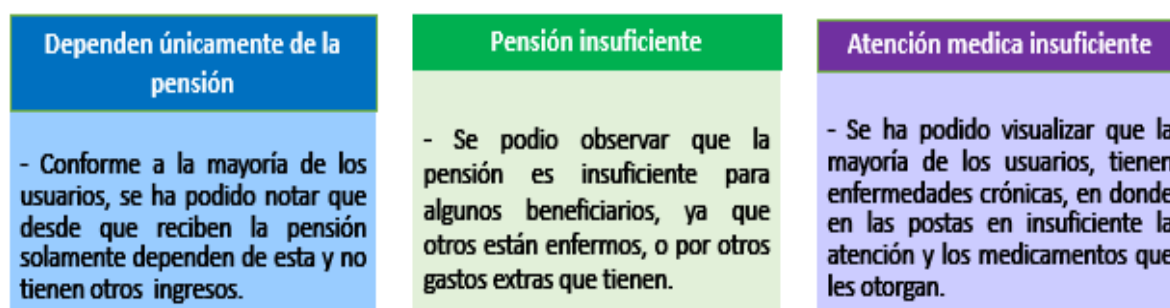 Dependen únicamente de la
pensión
- Conforme a la mayoría de los
usuarios, se ha podido notar que
desde que reciben la pensión
solamente dependen de esta y no
tienen otros ingresos.
Pensión insuficiente
- Se podio observar que la
pensión es insuficiente para
algunos beneficiarios, ya que
otros están enfermos, o por otros
gastos extras que tienen.
Atención medica insuficiente
- Se ha podido visualizar que la
mayoría de los usuarios, tienen
enfermedades crónicas, en donde
en las postas en insuficiente la
atención y los medicamentos que
les otorgan.